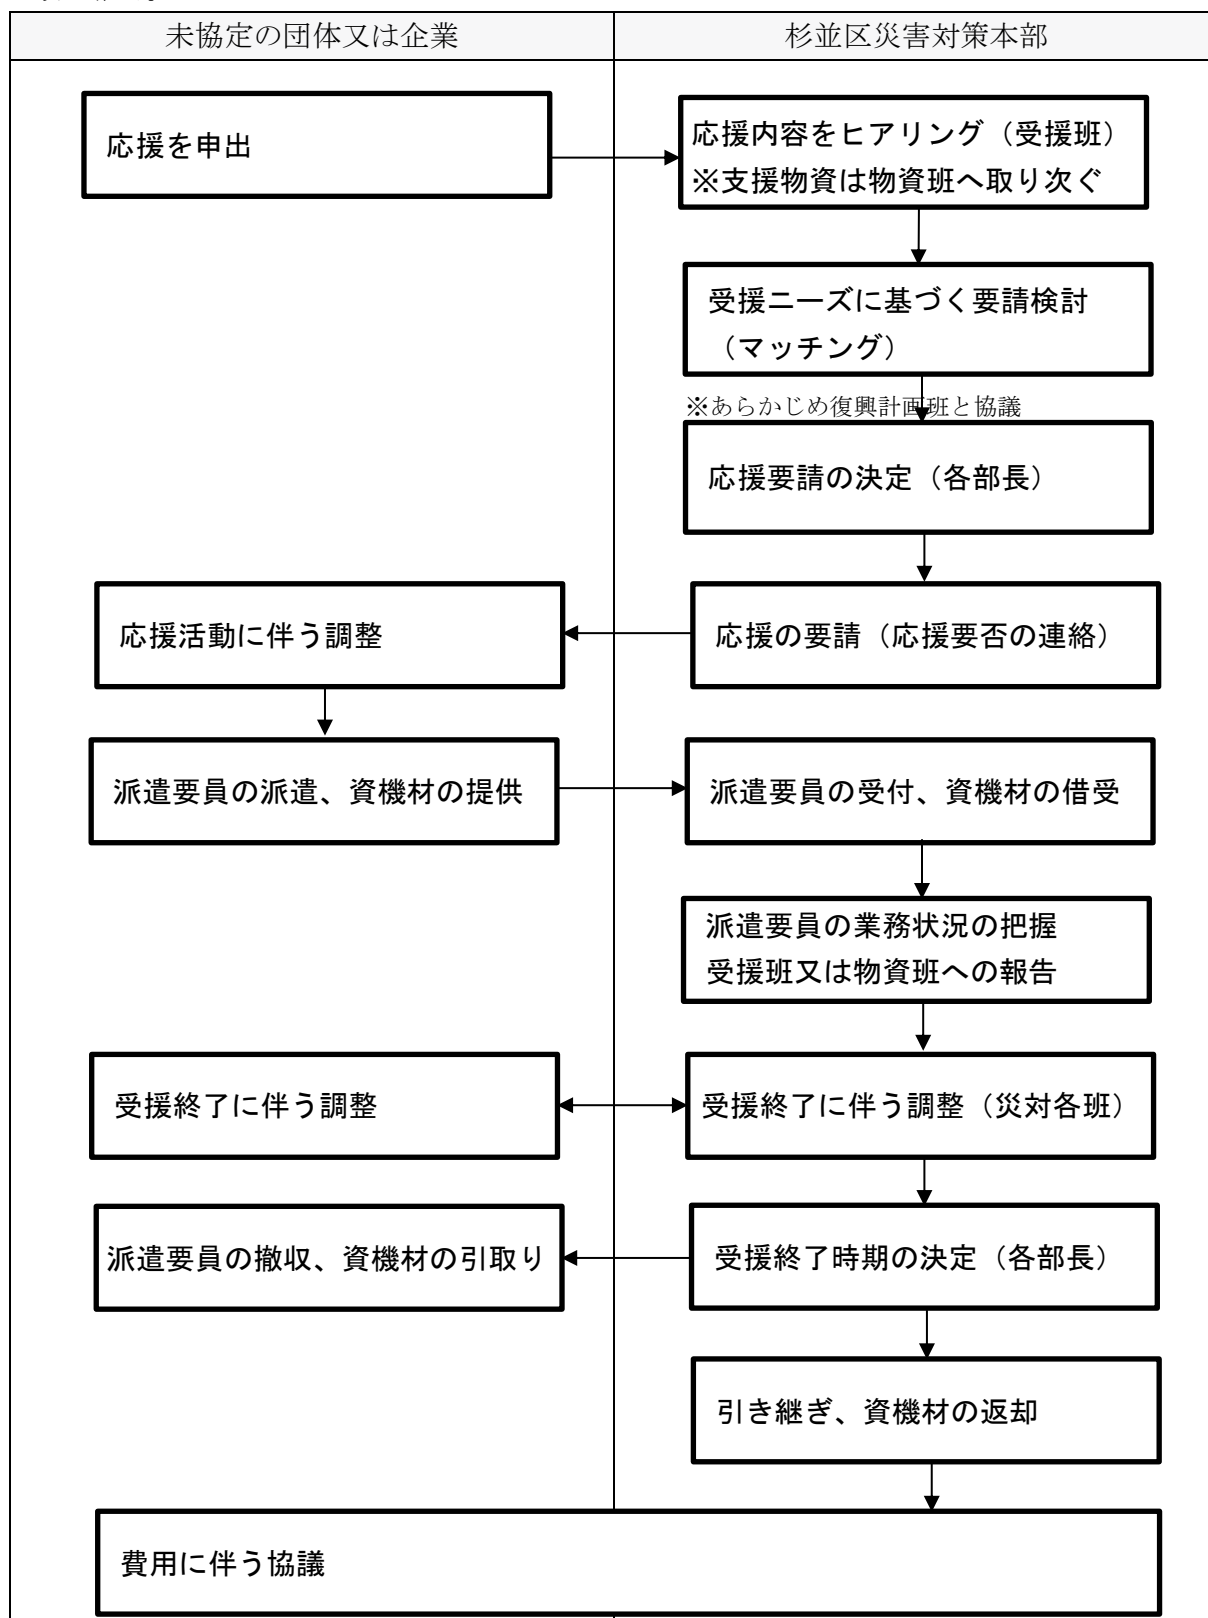 未協定の団体又は企業
杉並区災害対策本部
応援を申出
応援内容をヒアリング（受援班）
※支援物資は物資班へ取り次ぐ
受援ニーズに基づく要請検討
（マッチング）
※あらかじめ復興計画班と協議
応援要請の決定（各部長）
応援活動に伴う調整
応援の要請（応援要否の連絡）
派遣要員の派遣、資機材の提供
派遣要員の受付、資機材の借受
派遣要員の業務状況の把握
受援班又は物資班への報告
受援終了に伴う調整
受援終了に伴う調整（災対各班）
派遣要員の撤収、資機材の引取り
受援終了時期の決定（各部長）
引き継ぎ、資機材の返却
費用に伴う協議